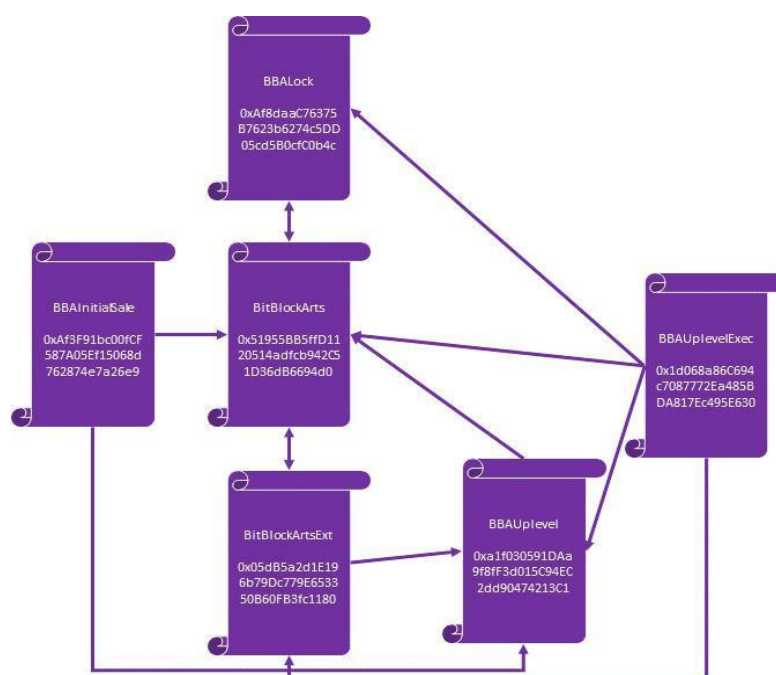 BBALock
0xAf8daaC76375
B7623b6274c5DD
05cd5B0cfC0b4c
BBAInitialSale
0xAf3F91bc00fCF
587A05Ef15068d
762874e7a26e9
BitBlockArts
0x51955BB5ffD11
20514adfcb942C5
1D36dB6694d0
BBAUplevelExec
0x1d068a86C694
c7087772Ea485B
DA817Ec495E630
BitBlockArtsExt
0x05dB5a2d1E19
6b79Dc779E6533
50B60FB3fc1180
BBAUplevel
0xa1f030591DAa
9f8fF3d015C94EC
2dd90474213C1